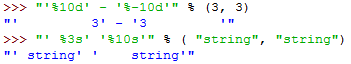 >>> "'%10d' - '%-10d'" % (3, 3)
"'         3' - '3         '"
>>> "' %3s' '%10s'" % ( "string", "string")
"' string' '    string'"